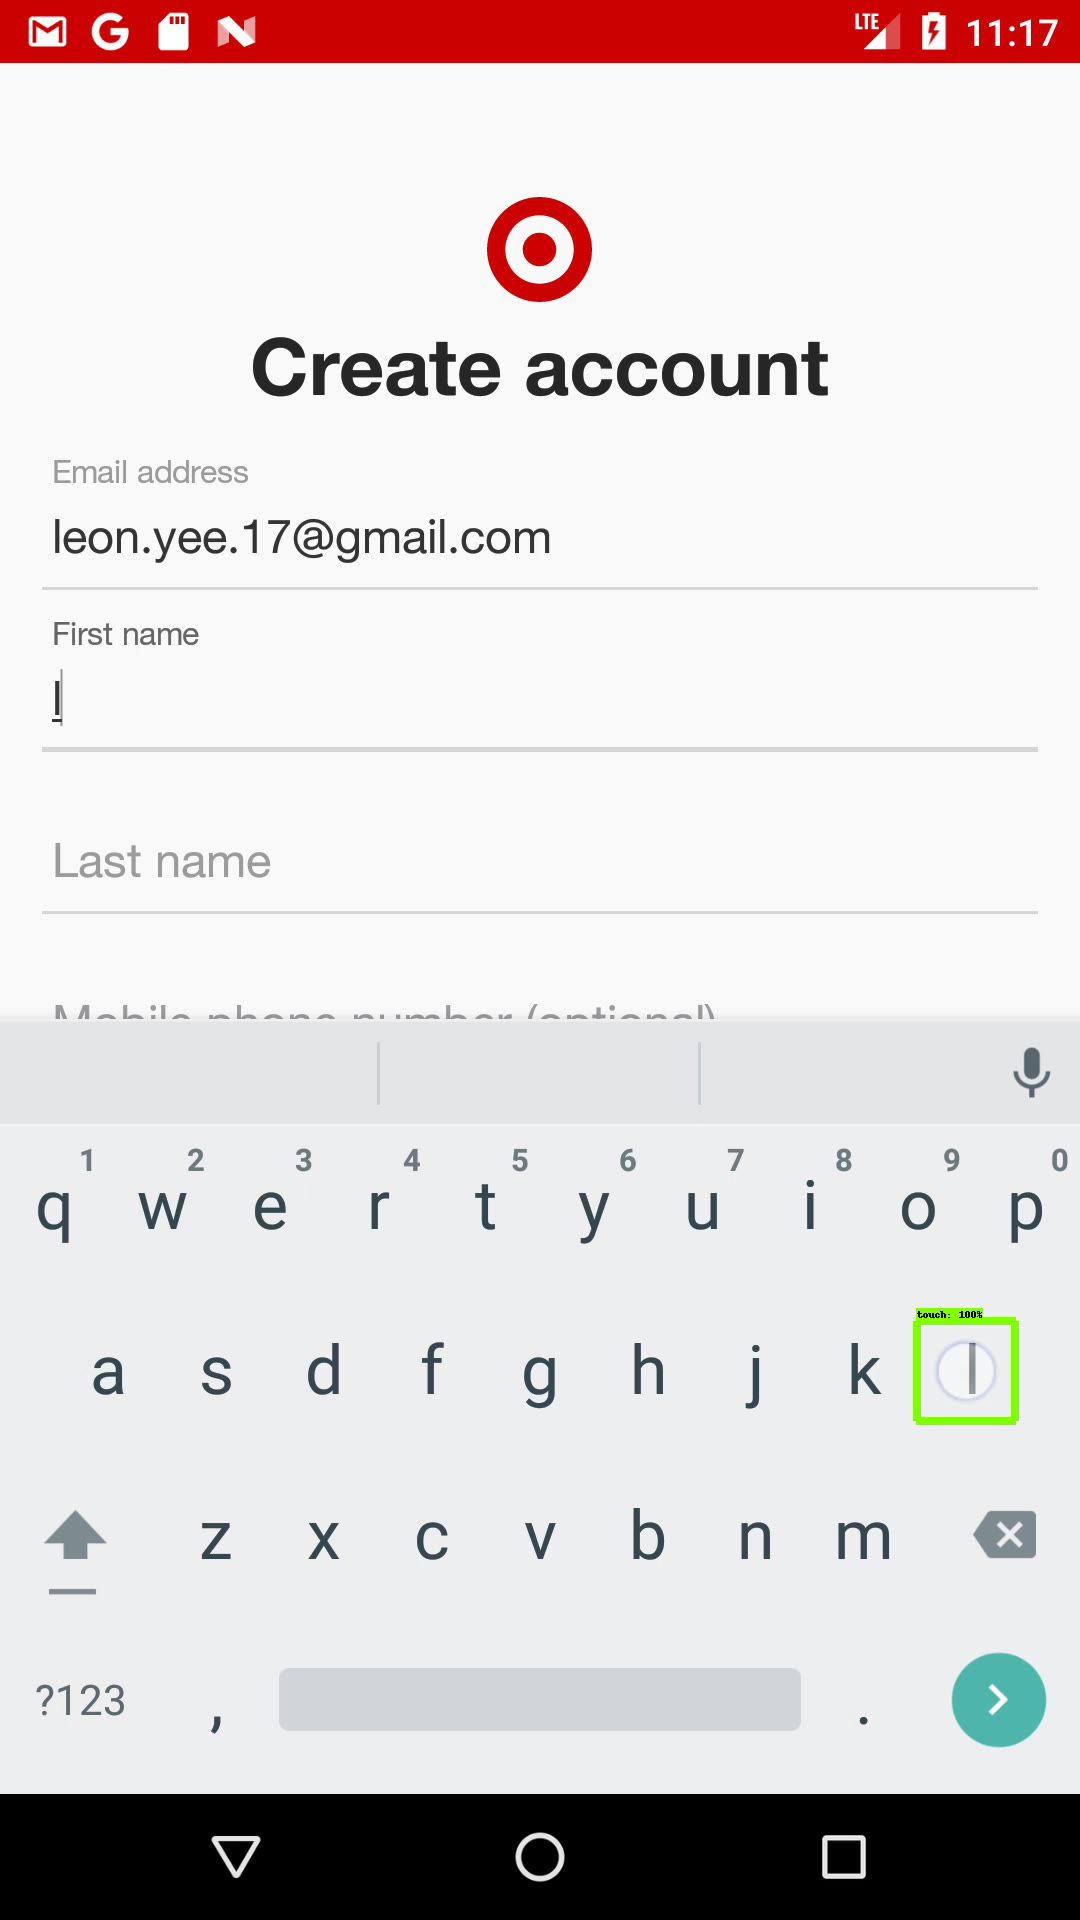 LTE 11:17
Create account
Email address
leon.yee.17@gmail.com
First name
l
Last name
Mobile phone number (optional)
1 2 3 4 5 6 7 8 9 0
q w e r t y u i o p
touch: 100%
a s d f g h j k l
z x c v b n m
?123 , .